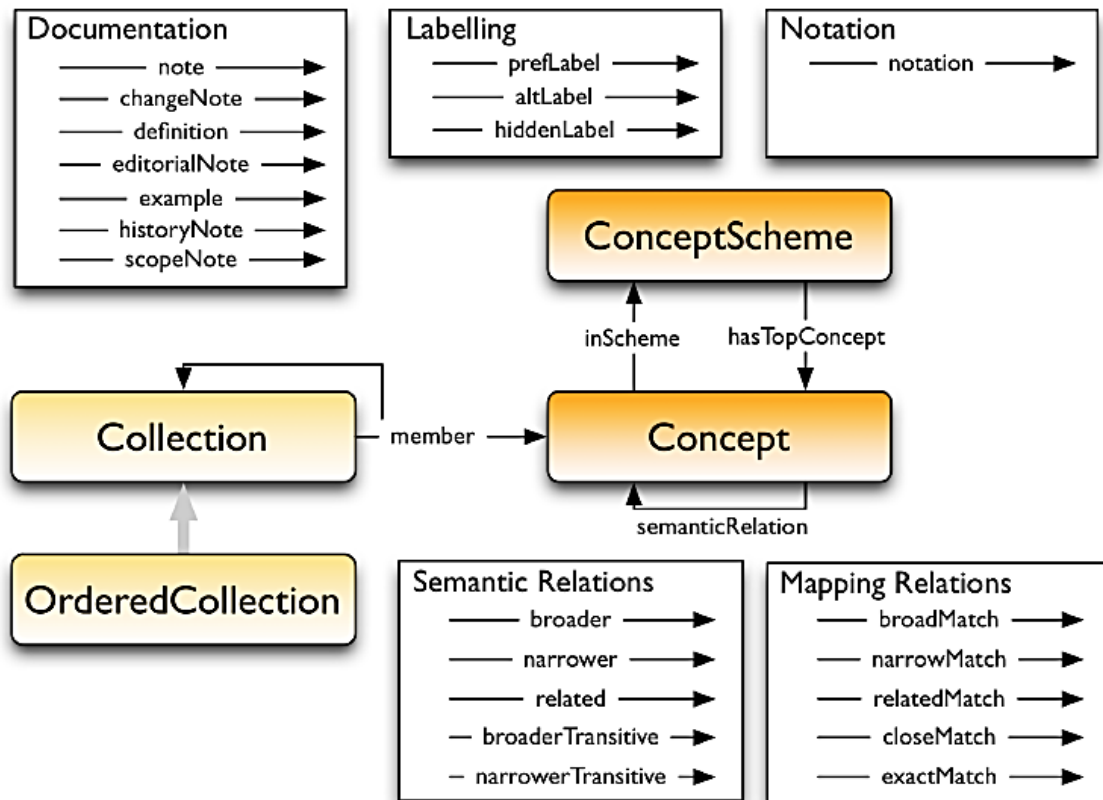 Documentation
note
changeNote
definition
editorialNote
example
historyNote
scopeNote
Labelling
prefLabel
altLabel
hiddenLabel
Notation
notation
ConceptScheme
inScheme
hasTopConcept
Collection
member
Concept
semanticRelation
OrderedCollection
Semantic Relations
broader
narrower
related
broaderTransitive
narrowerTransitive
Mapping Relations
broadMatch
narrowMatch
relatedMatch
closeMatch
exactMatch